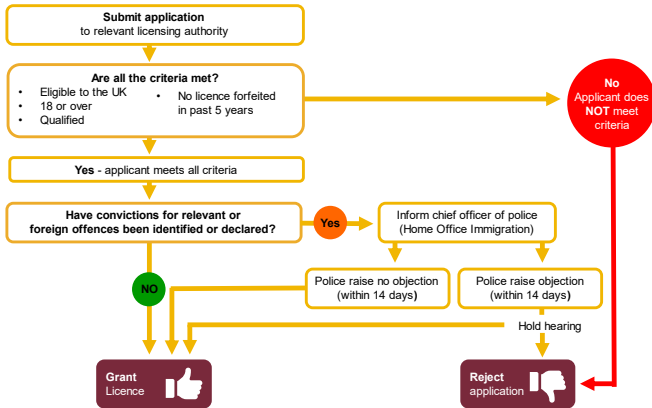 Submit application
to relevant licensing authority
Are all the criteria met?
• Eligible to the UK
• 18 or over
• Qualified
• No licence forfeited
in past 5 years
No
Applicant does
NOT meet
criteria
Yes - applicant meets all criteria
Have convictions for relevant or
foreign offences been identified or declared?
Yes
Inform chief officer of police
(Home Office Immigration)
NO
Police raise no objection
(within 14 days)
Police raise objection
(within 14 days)
Hold hearing
Grant
Licence
Reject
application